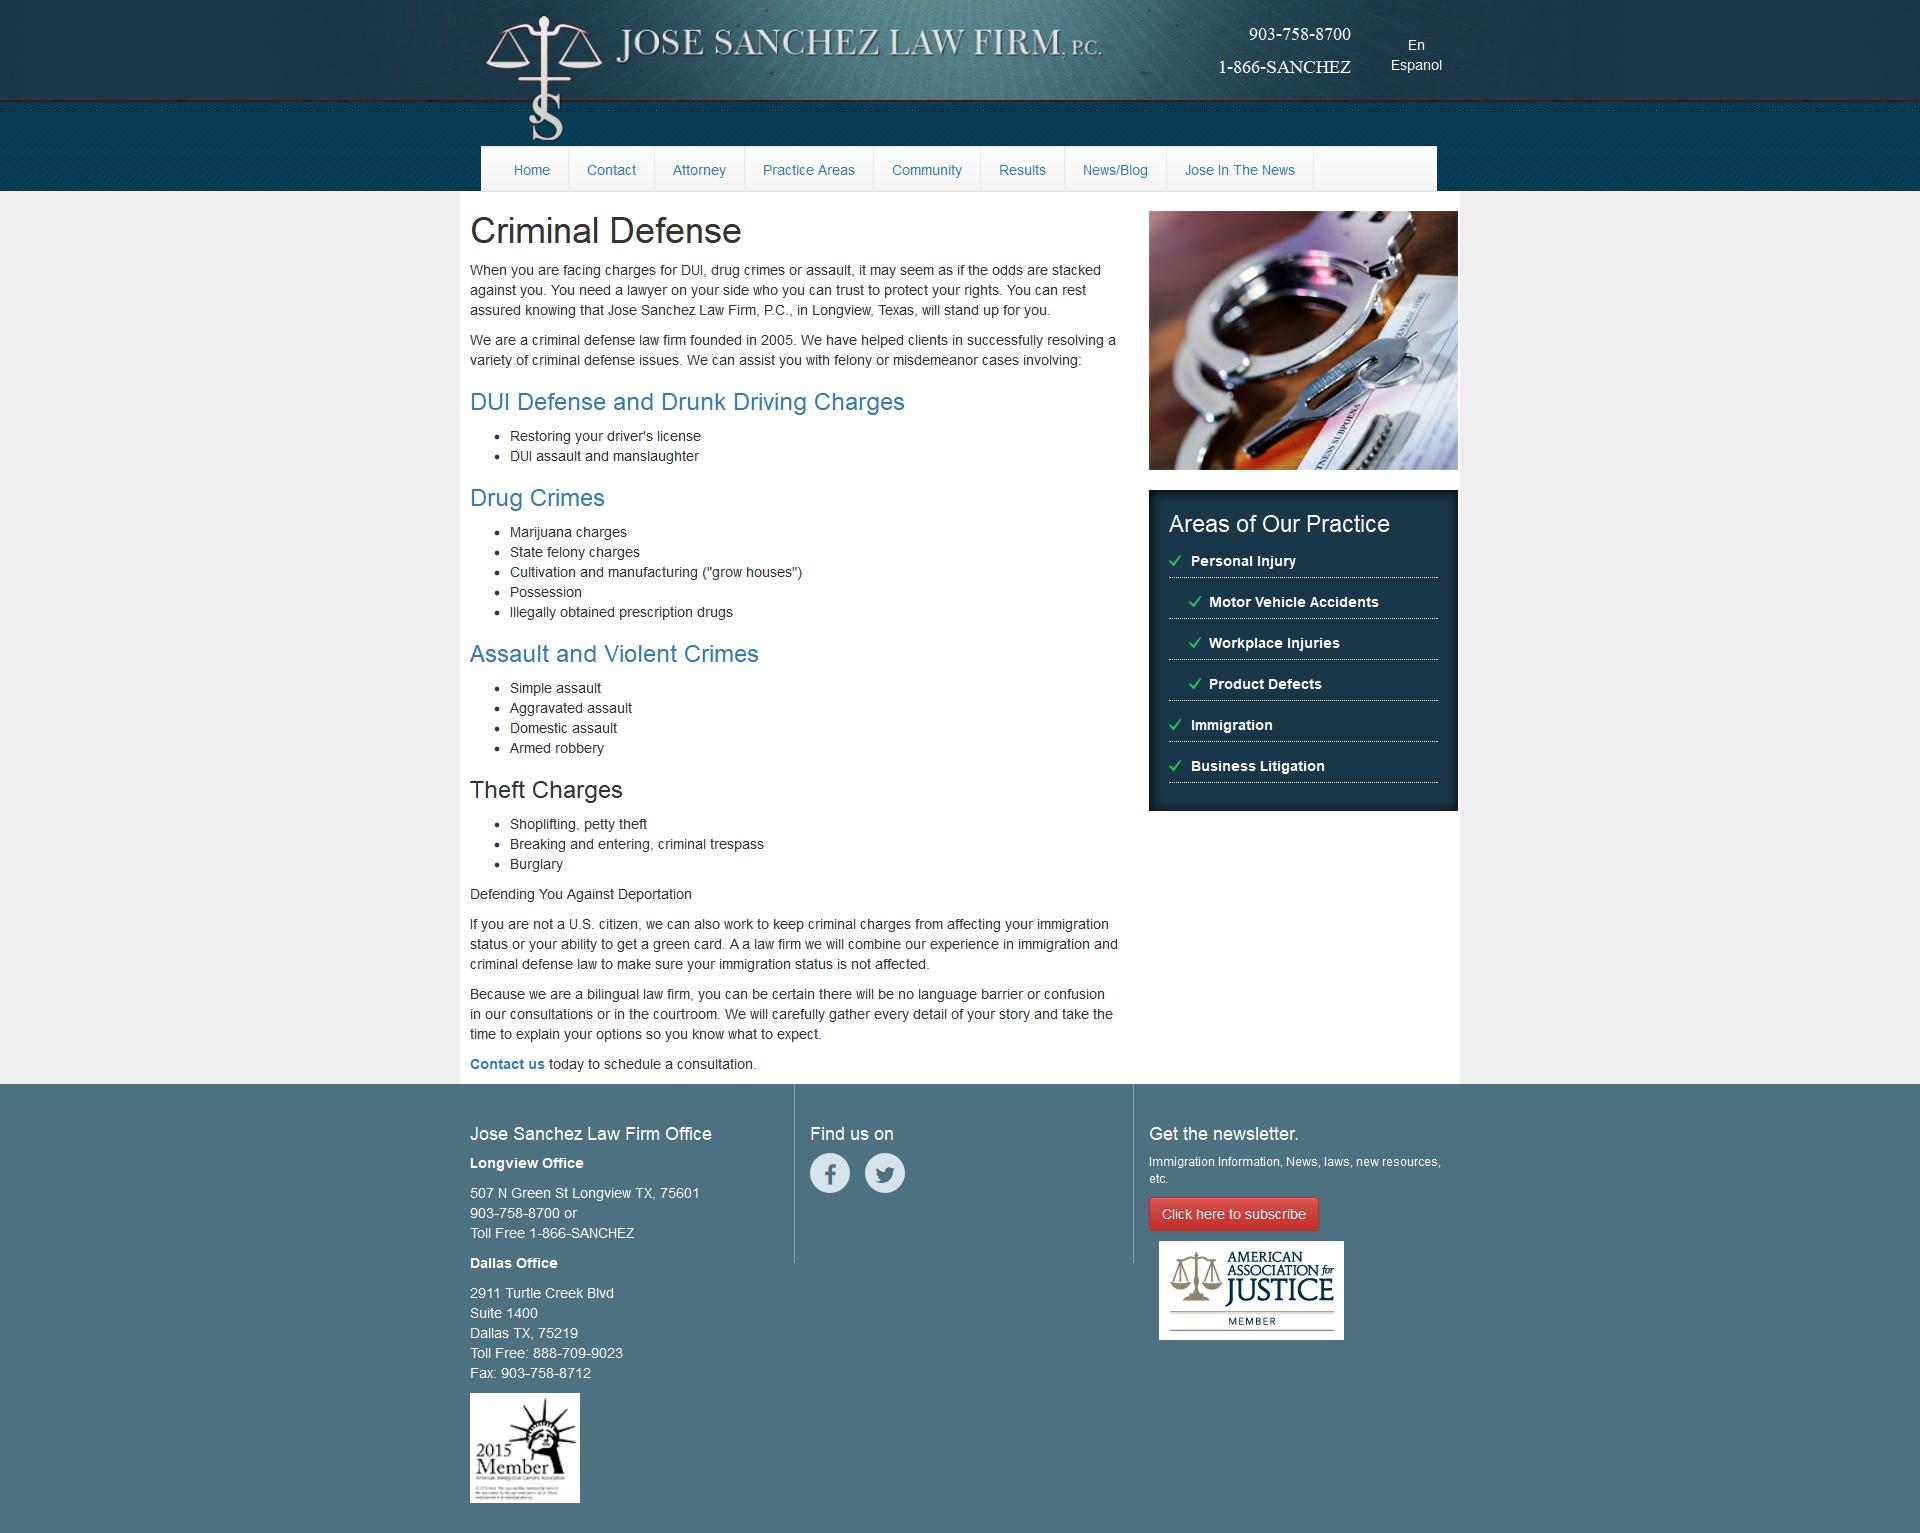 JOSE SANCHEZ LAW FIRM, P.C.
903-758-8700
1-866-SANCHEZ
En
Espanol
JS
Home
Contact
Attorney
Practice Areas
Community
Results
News/Blog
Jose In The News
Criminal Defense
When you are facing charges for DUI, drug crimes or assault, it may seem as if the odds are stacked
against you. You need a lawyer on your side who you can trust to protect your rights. You can rest
assured knowing that Jose Sanchez Law Firm, P.C., in Longview, Texas, will stand up for you.
We are a criminal defense law firm founded in 2005. We have helped clients in successfully resolving a
variety of criminal defense issues. We can assist you with felony or misdemeanor cases involving:
DUI Defense and Drunk Driving Charges
Restoring your driver's license
DUI assault and manslaughter
Drug Crimes
Marijuana charges
State felony charges
Cultivation and manufacturing ("grow houses")
Possession
Illegally obtained prescription drugs
Assault and Violent Crimes
Simple assault
Aggravated assault
Domestic assault
Armed robbery
Theft Charges
Shoplifting, petty theft
Breaking and entering, criminal trespass
Burglary
Defending You Against Deportation
If you are not a U.S. citizen, we can also work to keep criminal charges from affecting your immigration
status or your ability to get a green card. A a law firm we will combine our experience in immigration and
criminal defense law to make sure your immigration status is not affected.
Because we are a bilingual law firm, you can be certain there will be no language barrier or confusion
in our consultations or in the courtroom. We will carefully gather every detail of your story and take the
time to explain your options so you know what to expect.
Contact us today to schedule a consultation.
SUBPOENA
Areas of Our Practice
Personal Injury
Motor Vehicle Accidents
Workplace Injuries
Product Defects
Immigration
Business Litigation
Jose Sanchez Law Firm Office
Longview Office
507 N Green St Longview TX, 75601
903-758-8700 or
Toll Free 1-866-SANCHEZ
Dallas Office
2911 Turtle Creek Blvd
Suite 1400
Dallas TX, 75219
Toll Free: 888-709-9023
Fax: 903-758-8712
2015
Member
American Immigration Lawyers Association
Find us on
Get the newsletter.
Immigration Information, News, laws, new resources,
etc.
Click here to subscribe
AMERICAN
ASSOCIATION for
JUSTICE
MEMBER